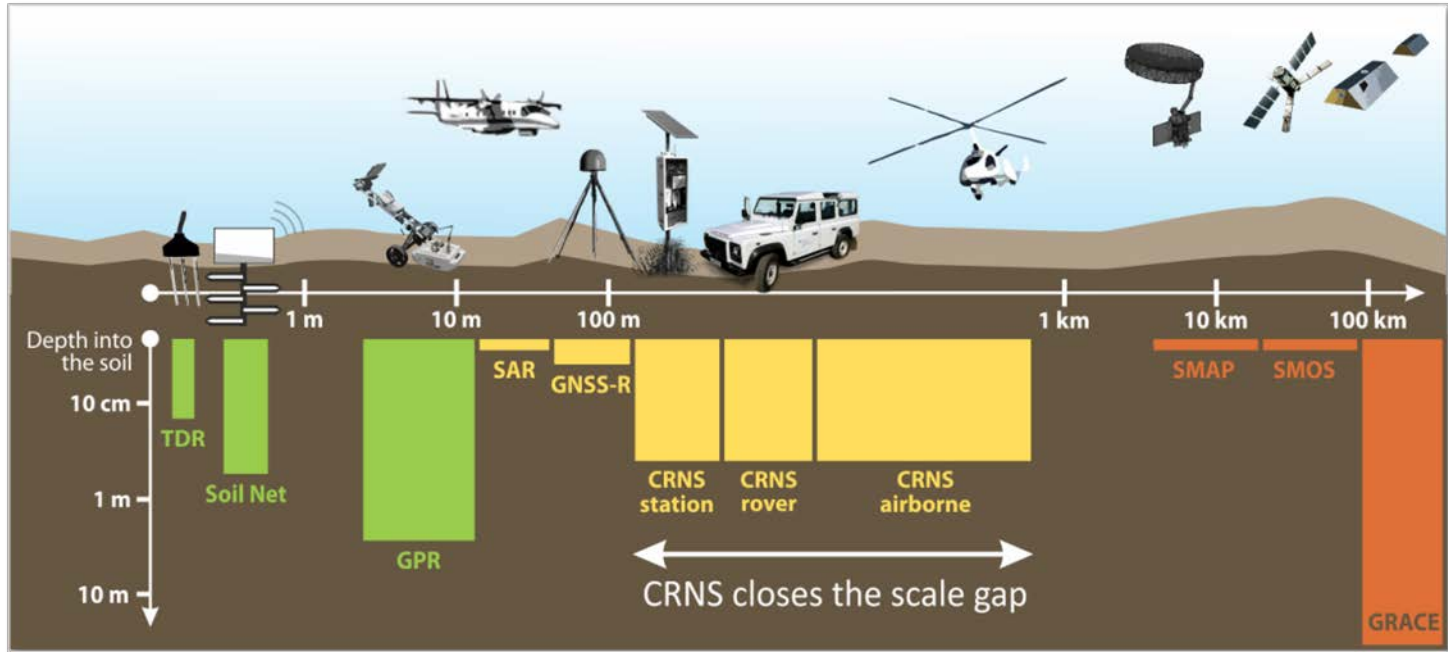 1 m
10 m
100 m
1 km
10 km
100 km
Depth into
the soil
10 cm
1 m
10 m
TDR
Soil Net
GPR
SAR
GNSS-R
CRNS
station
CRNS
rover
CRNS
airborne
SMAP
SMOS
GRACE
CRNS closes the scale gap